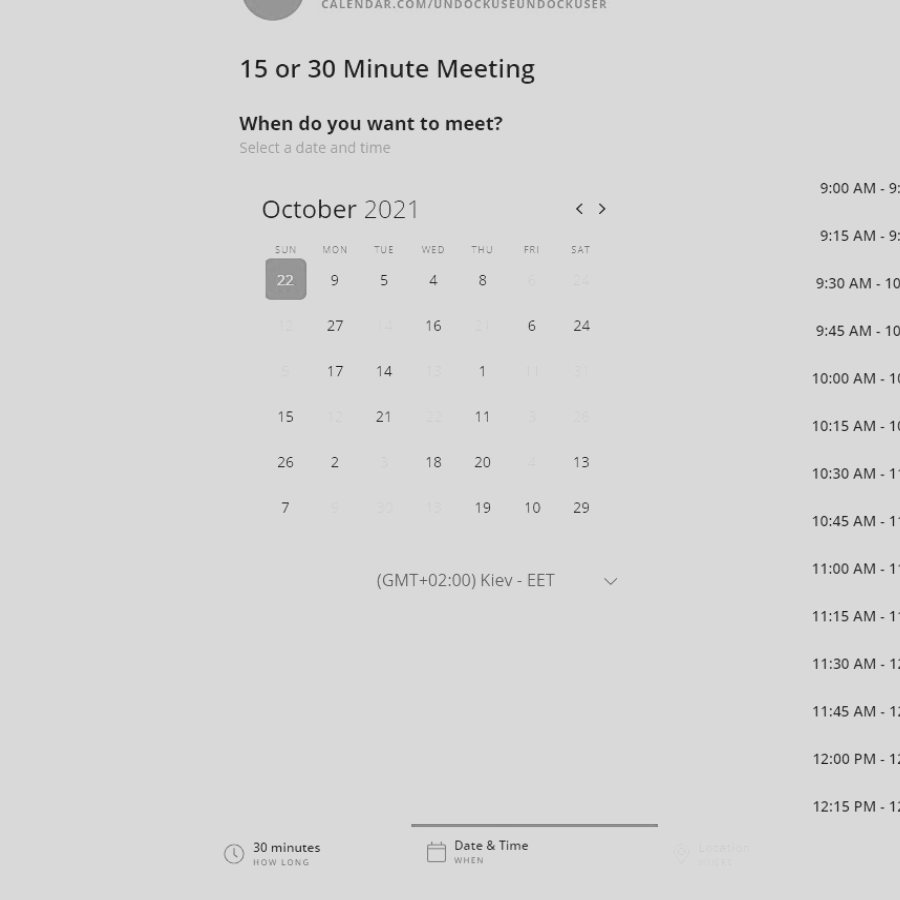 CALENDAR.COM/UNDOCKUSEUNDOCKUSER
15 or 30 Minute Meeting
When do you want to meet?
Select a date and time
October 2021
SUN MON TUE WED THU FRI SAT
22 9 5 4 8 6 24
12 27 14 16 21 6 24
17 14 13 1 11 31
15 12 21 22 11 3 26
26 2 3 18 20 4 13
7 9 30 13 19 10 29
(GMT+02:00) Kiev - EET
9:00 AM - 9:
9:15 AM - 9:
9:30 AM - 10
9:45 AM - 10
10:00 AM - 10
10:15 AM - 10
10:30 AM - 11
10:45 AM - 11
11:00 AM - 11
11:15 AM - 11
11:30 AM - 12
11:45 AM - 12
12:00 PM - 12
12:15 PM - 12
30 minutes
HOW LONG
Date & Time
WHEN
Location
WHERE